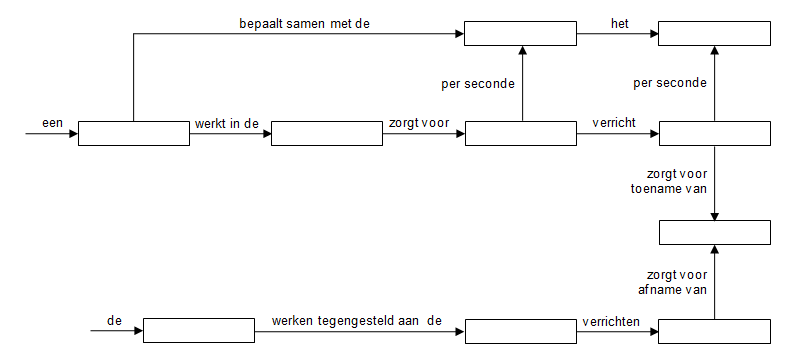 bepaalt samen met de
het
per seconde
per seconde
een
werkt in de
zorgt voor
verricht
zorgt voor
toename van
zorgt voor
afname van
de
werken tegengesteld aan de
verrichten